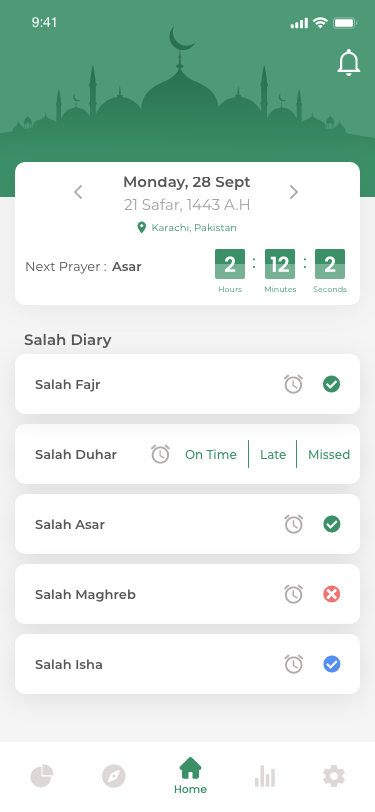 9:41
Monday, 28 Sept
21 Safar, 1443 A.H
Karachi, Pakistan
Next Prayer : Asar
2 : 12 : 2
Hours Minutes Seconds
Salah Diary
Salah Fajr
Salah Duhar On Time Late Missed
Salah Asar
Salah Maghreb
Salah Isha
Home